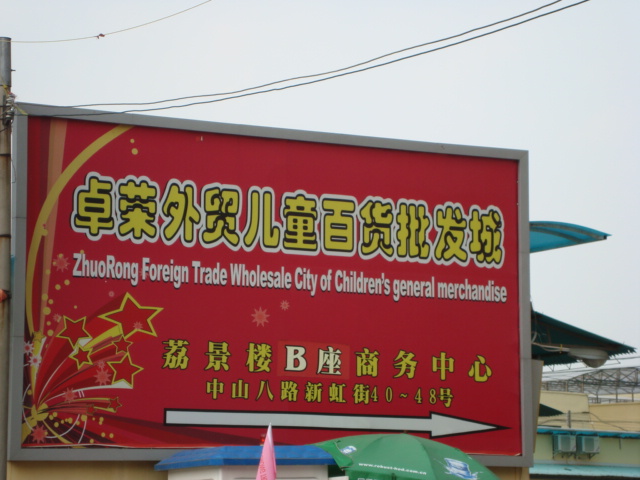 卓荣外贸儿童百货批发城
ZhuoRong Foreign Trade Wholesale City of Children's general merchandise
荔景楼B座商务中心
中山八路新虹街40~48号